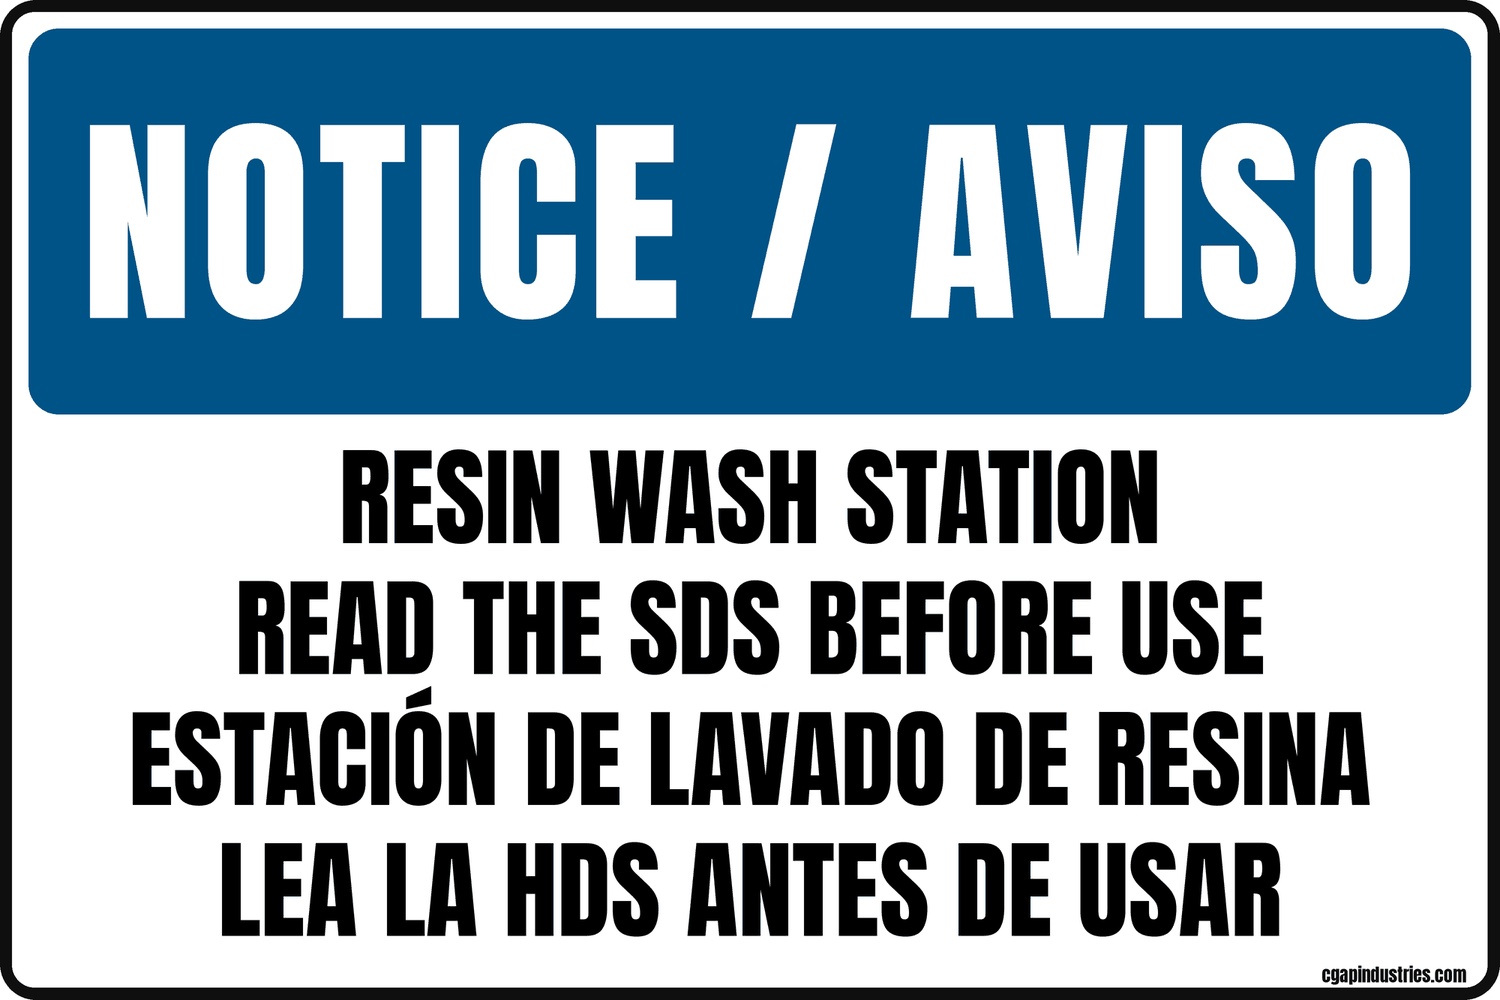 NOTICE / AVISO
RESIN WASH STATION
READ THE SDS BEFORE USE
ESTACIÓN DE LAVADO DE RESINA
LEA LA HDS ANTES DE USAR
cgapindustries.com